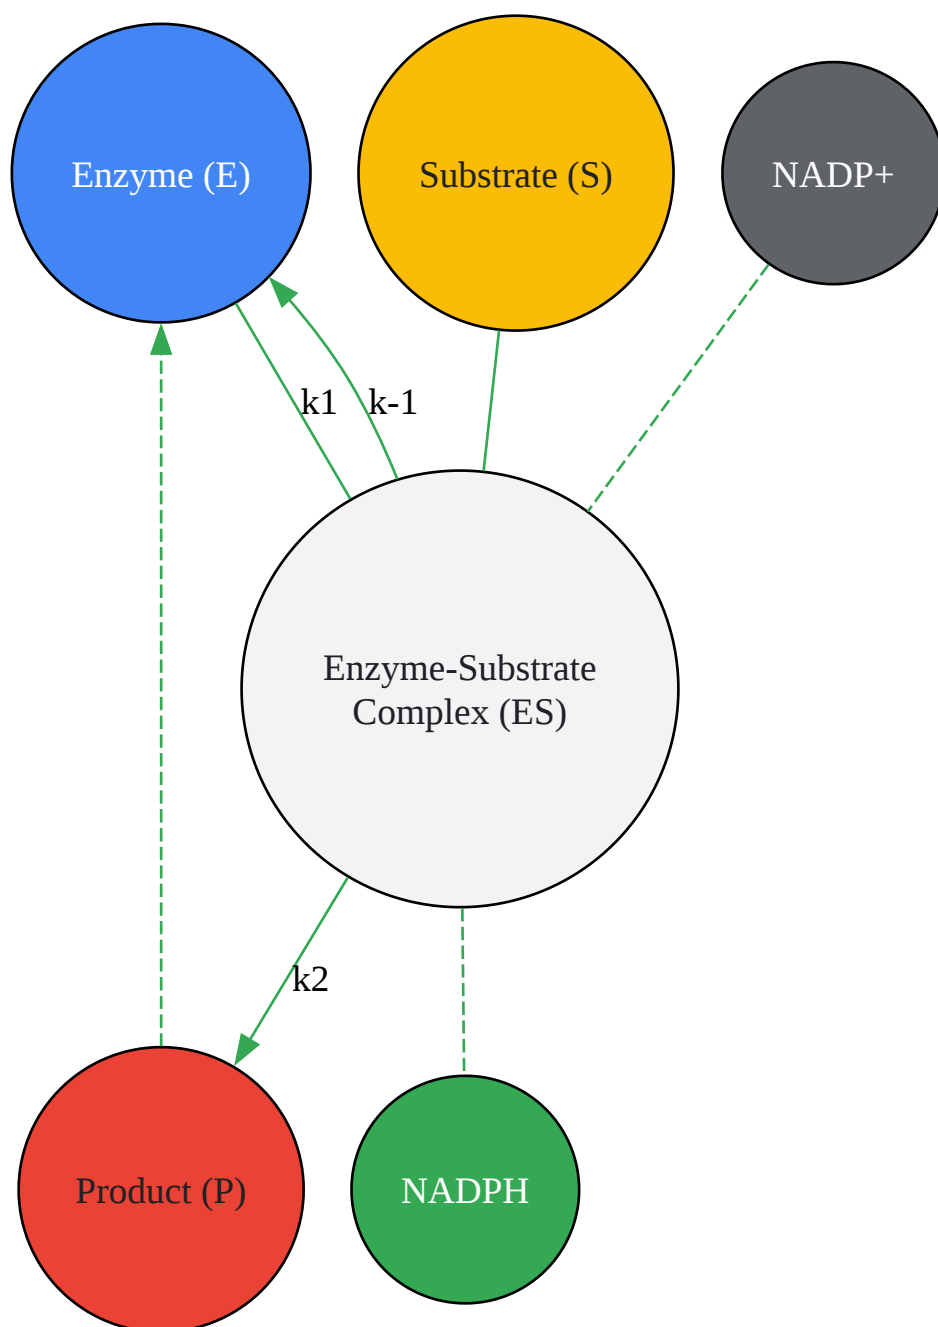 Enzyme (E)
Substrate (S)
NADP+
k1
k-1
Enzyme-Substrate
Complex (ES)
k2
Product (P)
NADPH